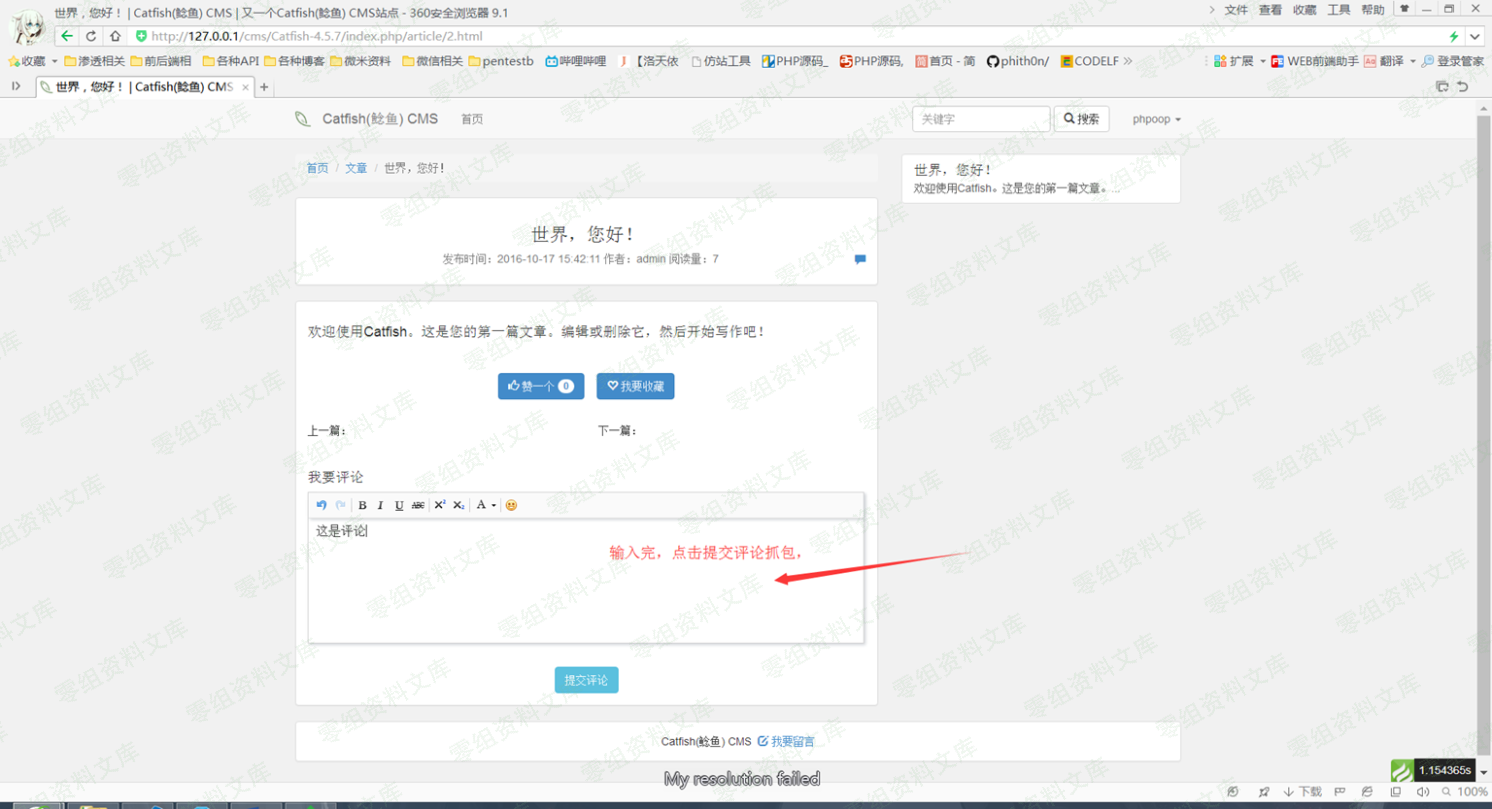 世界，您好！ | Catfish(鲶鱼) CMS | 又一个Catfish(鲶鱼) CMS站点 - 360安全浏览器 9.1
文件 查看 收藏 工具 帮助
http://127.0.0.1/cms/Catfish-4.5.7/index.php/article/2.html
收藏 渗透相关 前后端相 各种API 各种博客 微米资料 微信相关 pentestb 哔哩哔哩 【洛天依 仿站工具 PHP源码_ PHP源码, 首页 - 简 phith0n/ CODELF » 扩展 WEB前端助手 翻译 登录管家
世界，您好！ | Catfish(鲶鱼) CMS × +
Catfish(鲶鱼) CMS 首页 关键字 搜索 phpoop
首页 / 文章 / 世界，您好！
世界，您好！
欢迎使用Catfish。这是您的第一篇文章。...
世界，您好！
发布时间：2016-10-17 15:42:11 作者：admin 阅读量：7
欢迎使用Catfish。这是您的第一篇文章。编辑或删除它，然后开始写作吧！
赞一个 0 我要收藏
上一篇： 下一篇：
我要评论
B I U ABC X² X₂ A
这是评论
输入完，点击提交评论抓包，
提交评论
Catfish(鲶鱼) CMS 我要留言
My resolution failed
1.154365s
下载 100%
零组资料文库